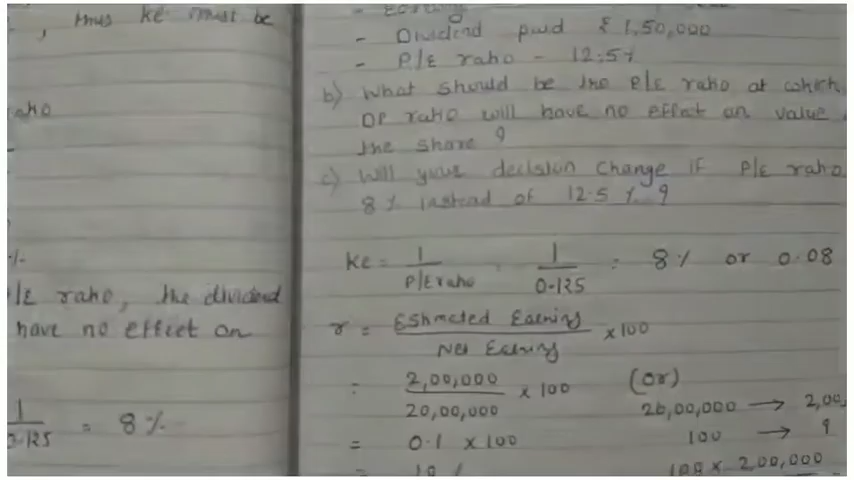 , thus ke must be
ratio
%
P/E ratio, the dividend
have no effect on
1/0.125 = 8%
- Dividend paid ₹ 1,50,000
- P/E ratio - 12.5%
b) What should be the P/E ratio at which
DP ratio will have no effect on value
the share ?
c) Will your decision change if P/E ratio
8% instead of 12.5% ?
Ke = 1/P/E ratio = 1/0.125 = 8% or 0.08
r = Eshmated Earning/Net Earning × 100
= 2,00,000/20,00,000 × 100 (or)
20,00,000 → 2,00,
= 0.1 × 100 100 → ?
= 10% 100 × 2,00,000